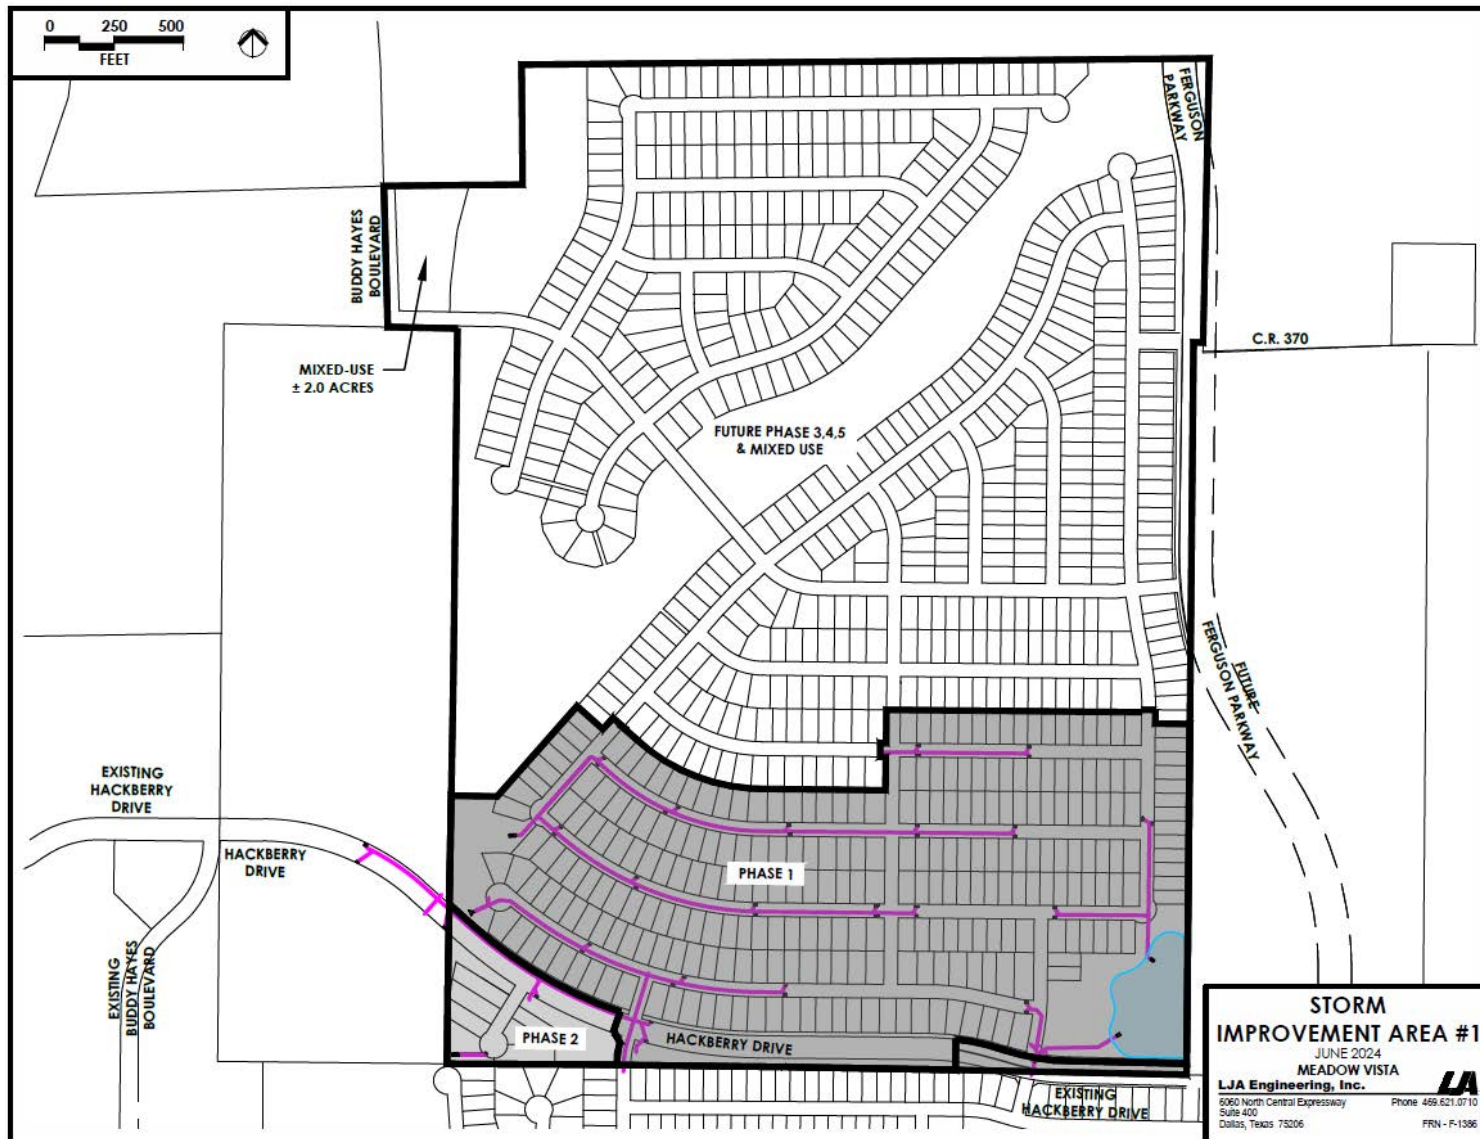 0 250 500
FEET
FERGUSON
PARKWAY
BUDDY HAYES
BOULEVARD
MIXED-USE
± 2.0 ACRES
C.R. 370
FUTURE PHASE 3,4,5
& MIXED USE
FUTURE
FERGUSON PARKWAY
EXISTING
HACKBERRY
DRIVE
HACKBERRY
DRIVE
PHASE 1
EXISTING
BUDDY HAYES
BOULEVARD
PHASE 2
HACKBERRY DRIVE
EXISTING
HACKBERRY DRIVE
STORM
IMPROVEMENT AREA #1
JUNE 2024
MEADOW VISTA
LJA Engineering, Inc.
LJA
6060 North Central Expressway
Phone 469.621.0710
Suite 400
Dallas, Texas 75206
FRN - F-1386